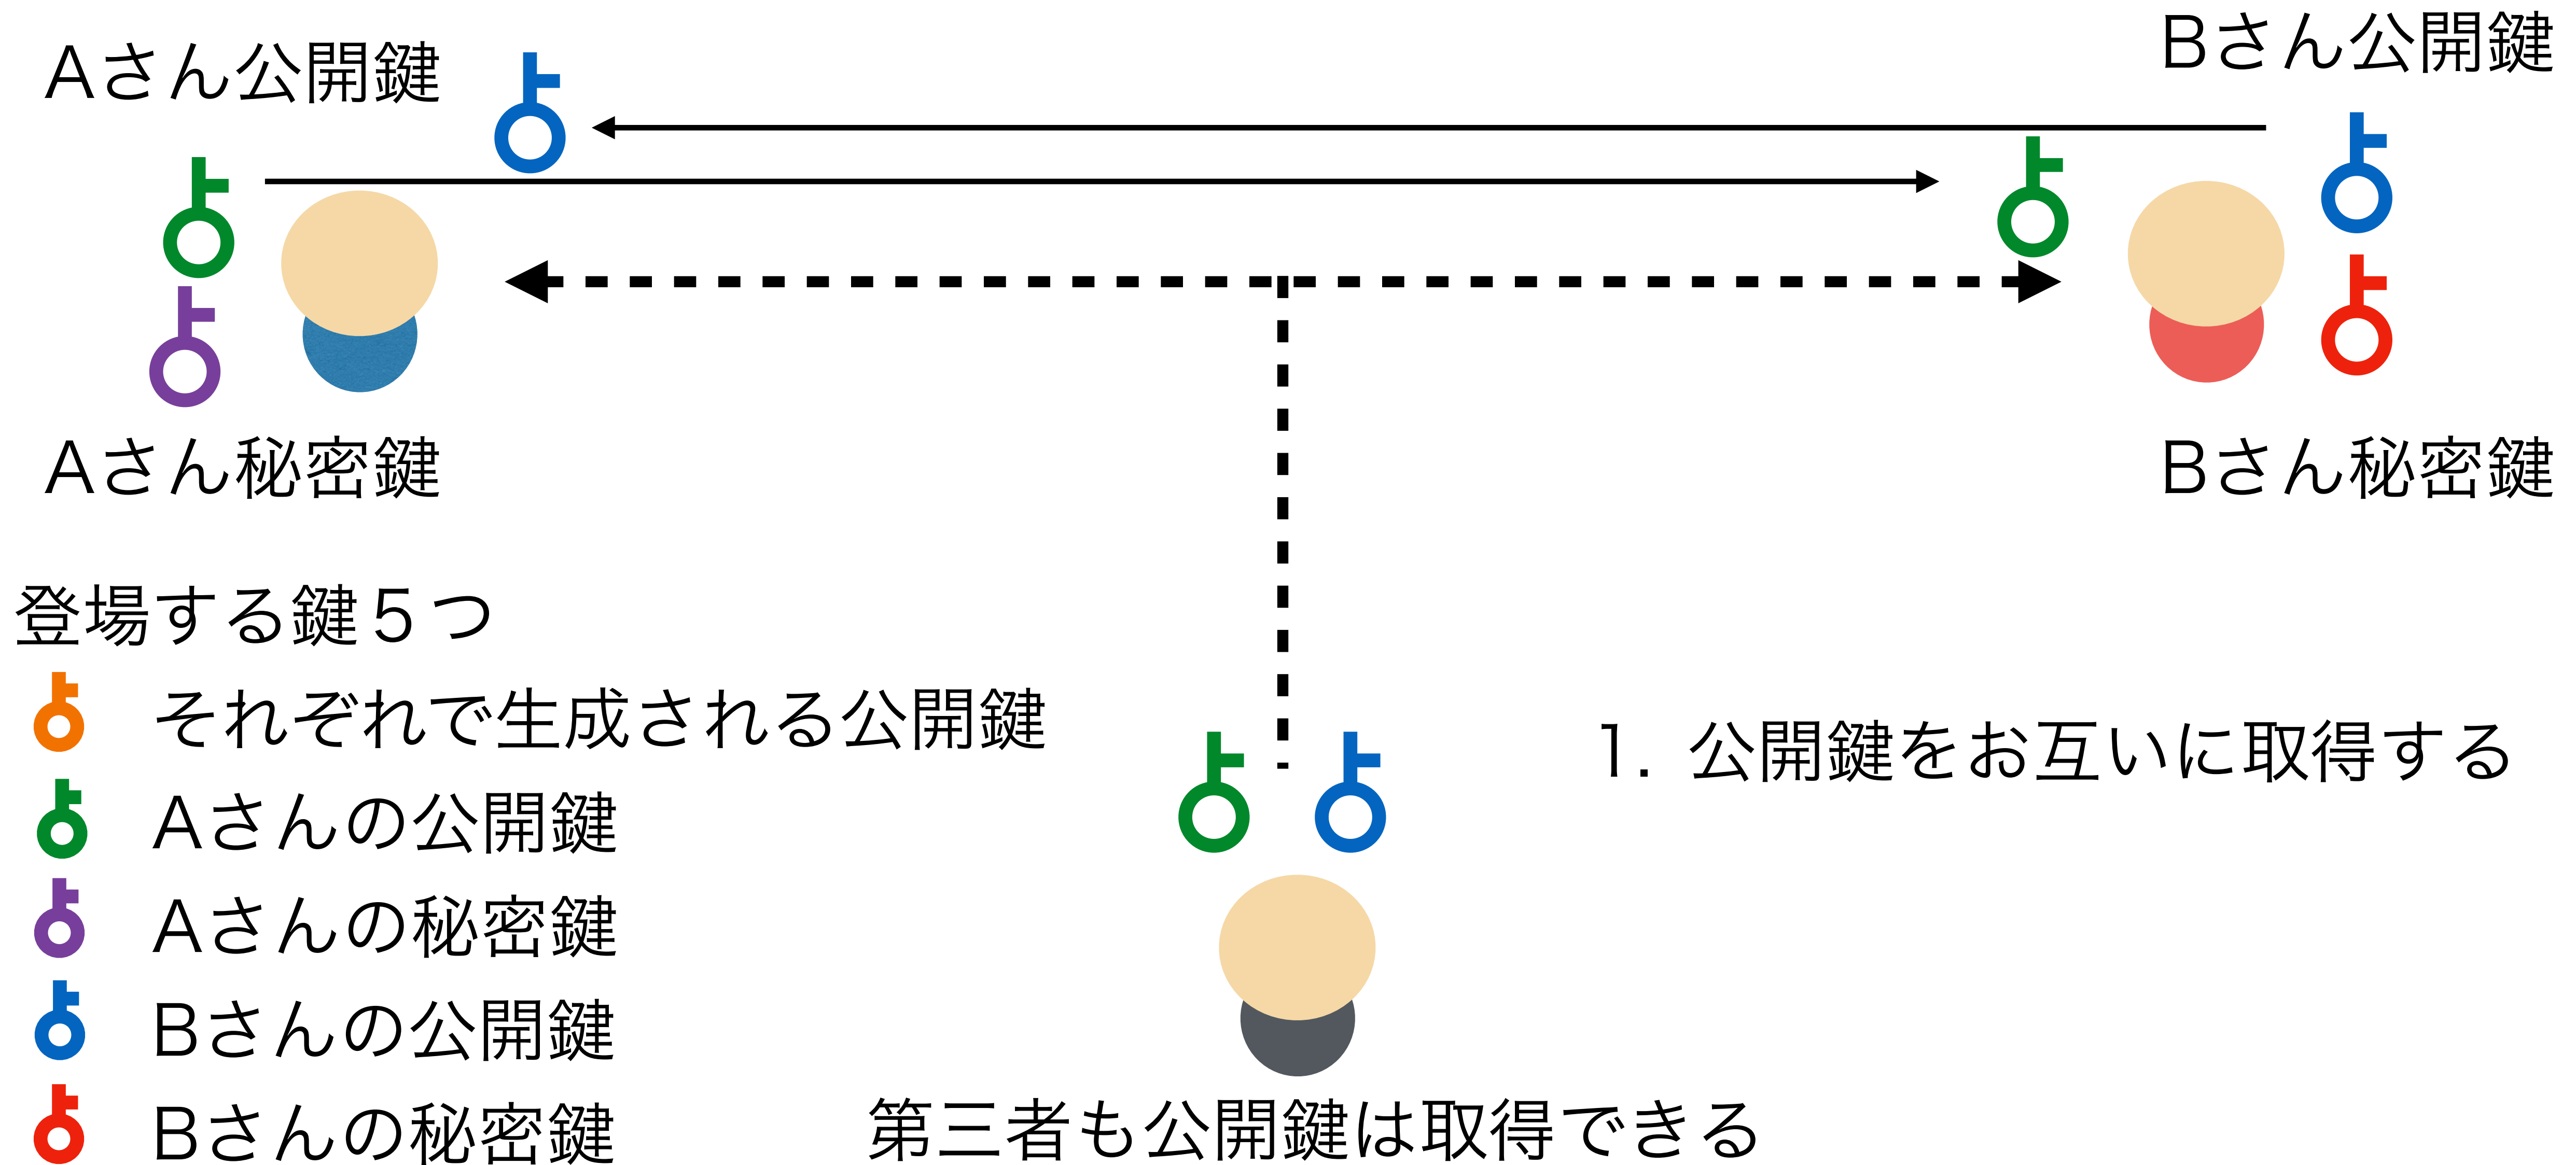 Aさん公開鍵
Bさん公開鍵
Aさん秘密鍵
Bさん秘密鍵
登場する鍵５つ
それぞれで生成される公開鍵
Aさんの公開鍵
Aさんの秘密鍵
Bさんの公開鍵
Bさんの秘密鍵
1. 公開鍵をお互いに取得する
第三者も公開鍵は取得できる